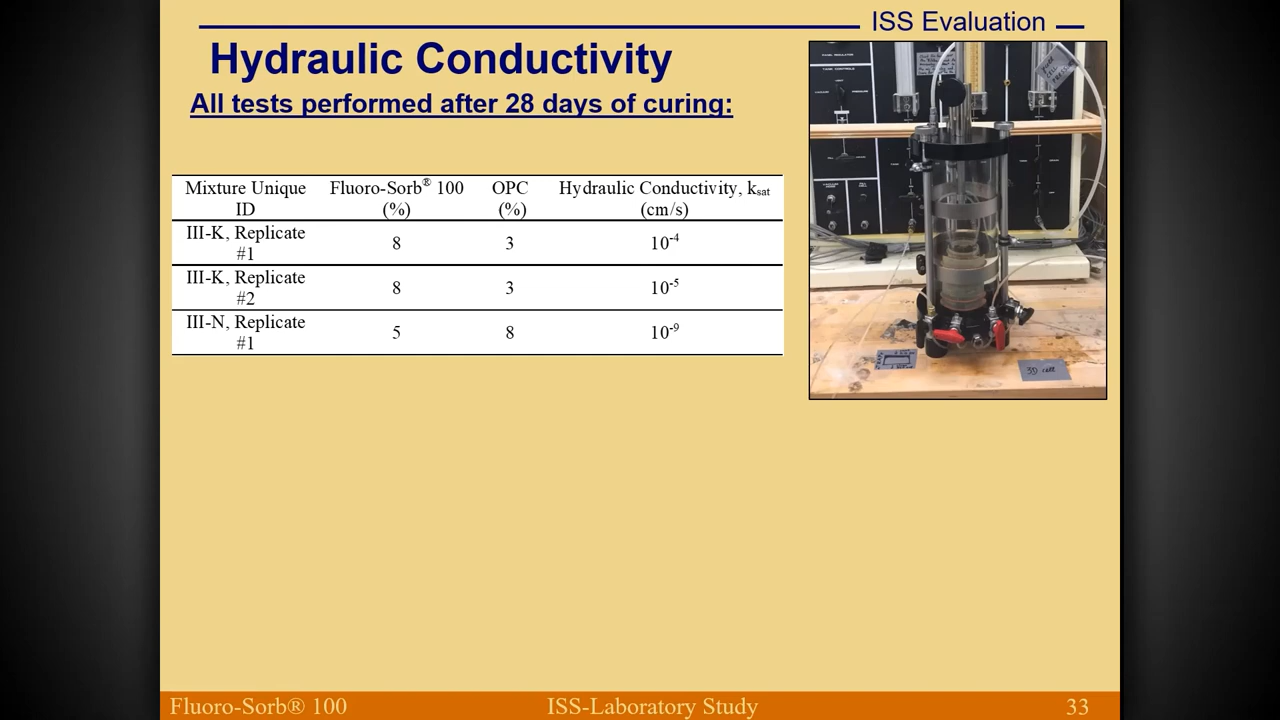 ISS Evaluation
Hydraulic Conductivity
All tests performed after 28 days of curing:
Mixture Unique ID Fluoro-Sorb® 100 (%) OPC (%) Hydraulic Conductivity, ksat (cm/s)
III-K, Replicate #1 8 3 10-4
III-K, Replicate #2 8 3 10-5
III-N, Replicate #1 5 8 10-9
3D cell
Fluoro-Sorb® 100 ISS-Laboratory Study 33